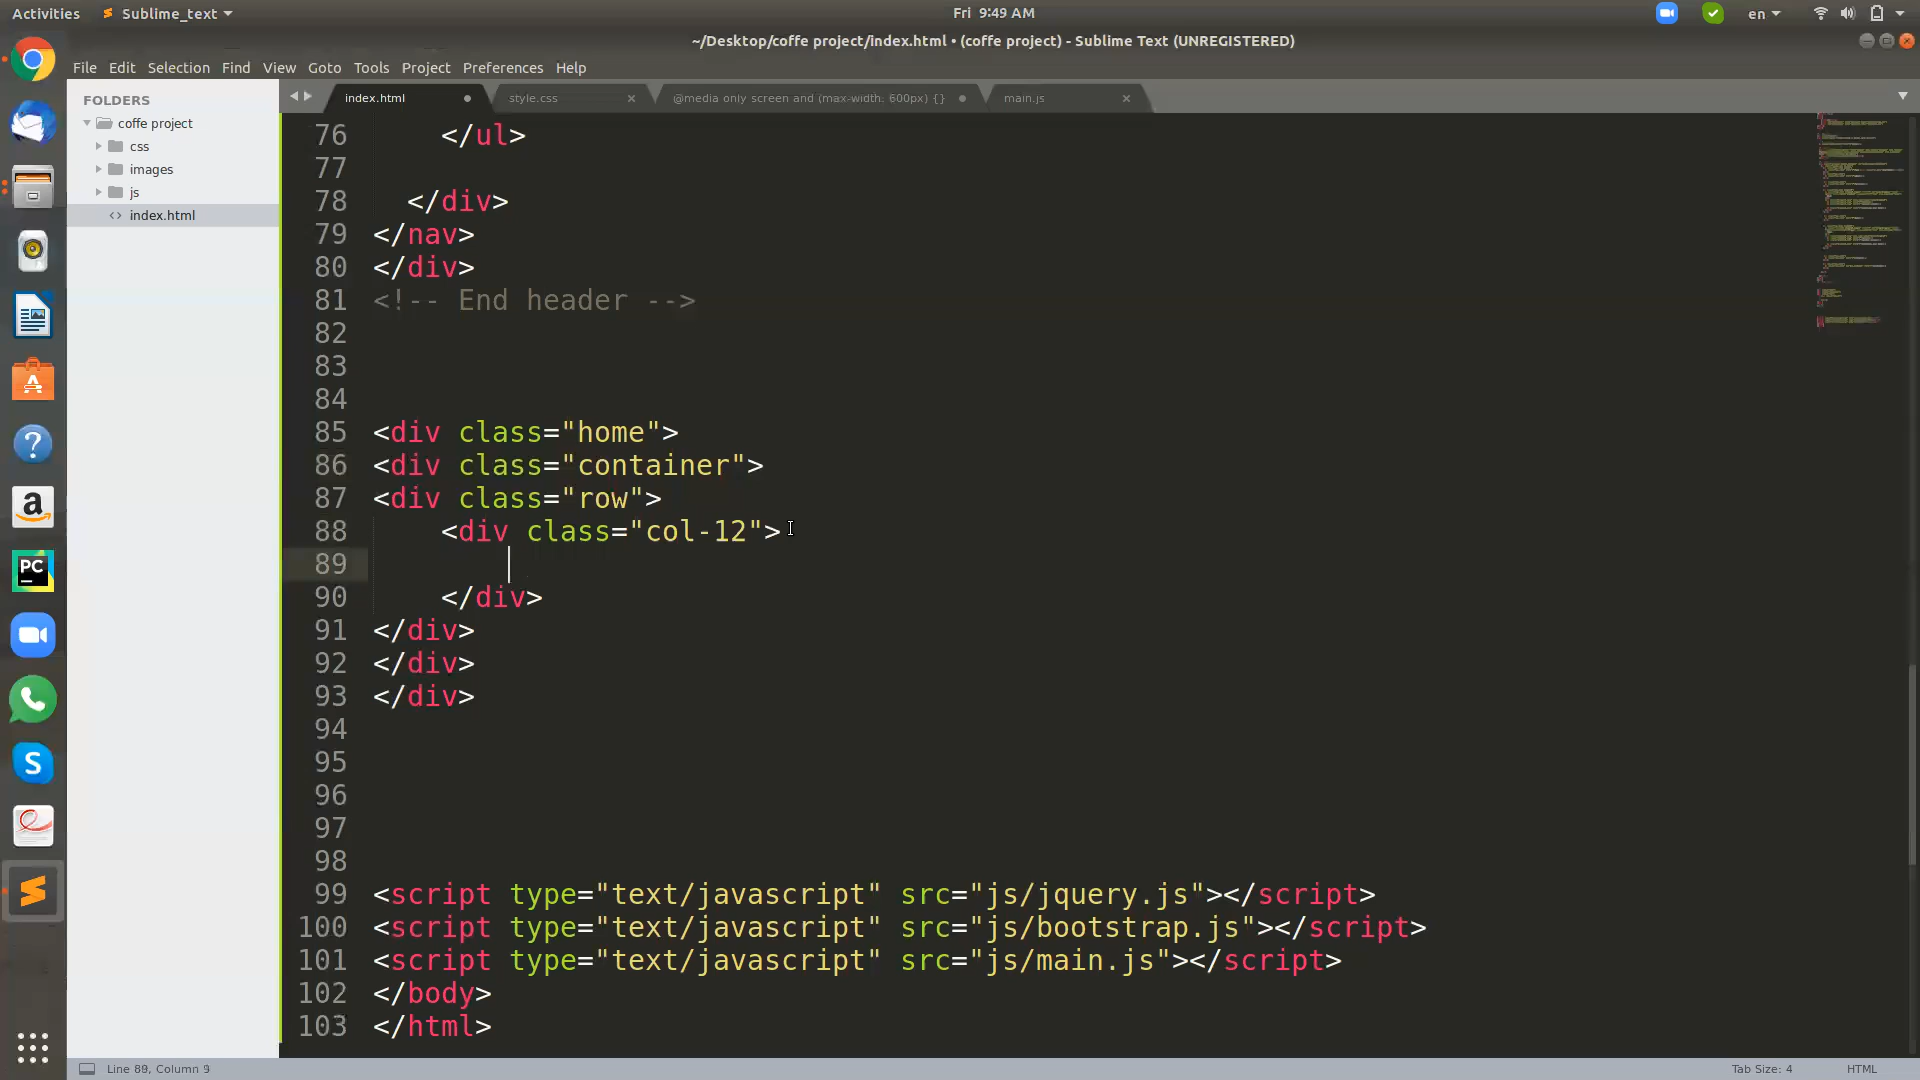 Activities
Sublime_text
Fri 9:49 AM
en
~/Desktop/coffe project/index.html • (coffe project) - Sublime Text (UNREGISTERED)
File Edit Selection Find View Goto Tools Project Preferences Help
FOLDERS
coffe project
css
images
js
<> index.html
index.html
style.css
@media only screen and (max-width: 600px) {}
main.js
76 </ul>
77
78 </div>
79 </nav>
80 </div>
81 <!-- End header -->
82
83
84
85 <div class="home">
86 <div class="container">
87 <div class="row">
88 <div class="col-12">
89
90 </div>
91 </div>
92 </div>
93 </div>
94
95
96
97
98
99 <script type="text/javascript" src="js/jquery.js"></script>
100 <script type="text/javascript" src="js/bootstrap.js"></script>
101 <script type="text/javascript" src="js/main.js"></script>
102 </body>
103 </html>
PC
Line 89, Column 9
Tab Size: 4
HTML